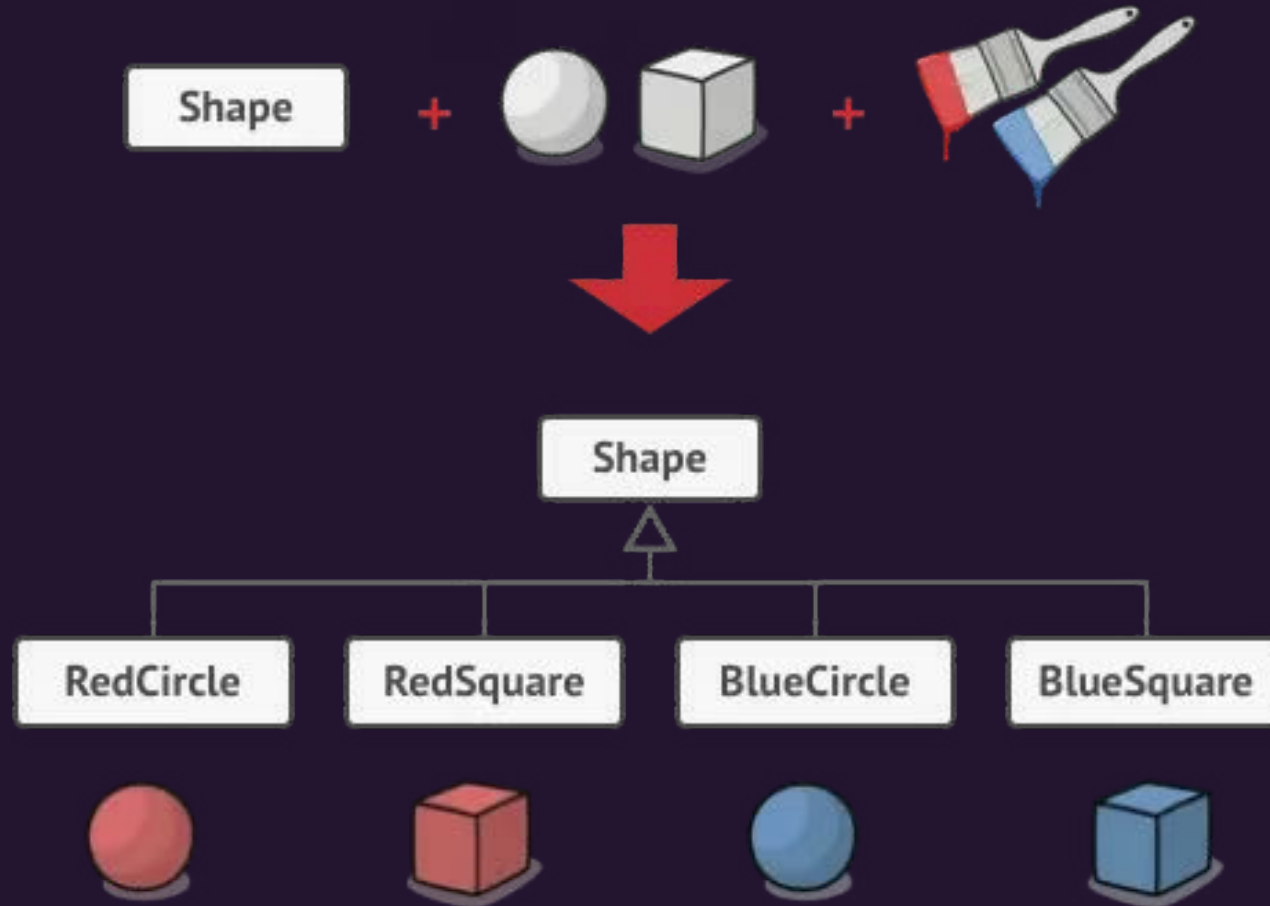 Shape
+
+
Shape
RedCircle
RedSquare
BlueCircle
BlueSquare